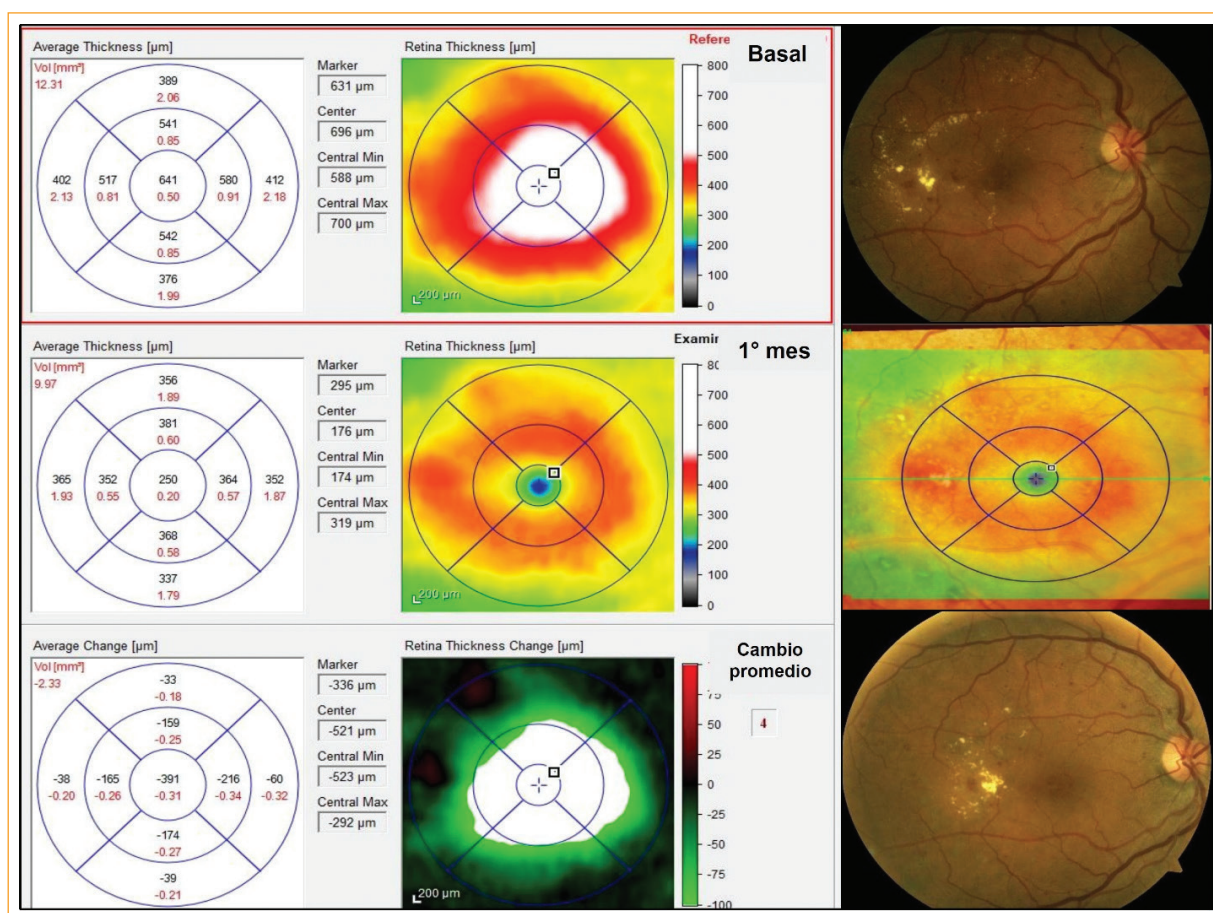 Average Thickness [µm]
Vol [mm³]
12.31
389
2.06
541
0.85
402 517 641 580 412
2.13 0.81 0.50 0.91 2.18
542
0.85
376
1.99
Marker
631 µm
Center
696 µm
Central Min
588 µm
Central Max
700 µm
Retina Thickness [µm]
200 µm
Refere
Basal
800
700
600
500
400
300
200
100
0
Average Thickness [µm]
Vol [mm³]
9.97
356
1.89
381
0.60
365 352 250 364 352
1.93 0.55 0.20 0.57 1.87
368
0.58
337
1.79
Marker
295 µm
Center
176 µm
Central Min
174 µm
Central Max
319 µm
Retina Thickness [µm]
200 µm
Examir
1° mes
80
700
600
500
400
300
200
100
0
Average Change [µm]
Vol [mm³]
-2.33
-33
-0.18
-159
-0.25
-38 -165 -391 -216 -60
-0.20 -0.26 -0.31 -0.34 -0.32
-174
-0.27
-39
-0.21
Marker
-336 µm
Center
-521 µm
Central Min
-523 µm
Central Max
-292 µm
Retina Thickness Change [µm]
200 µm
Cambio
promedio
75
50
25
0
-25
-50
-75
-100
4